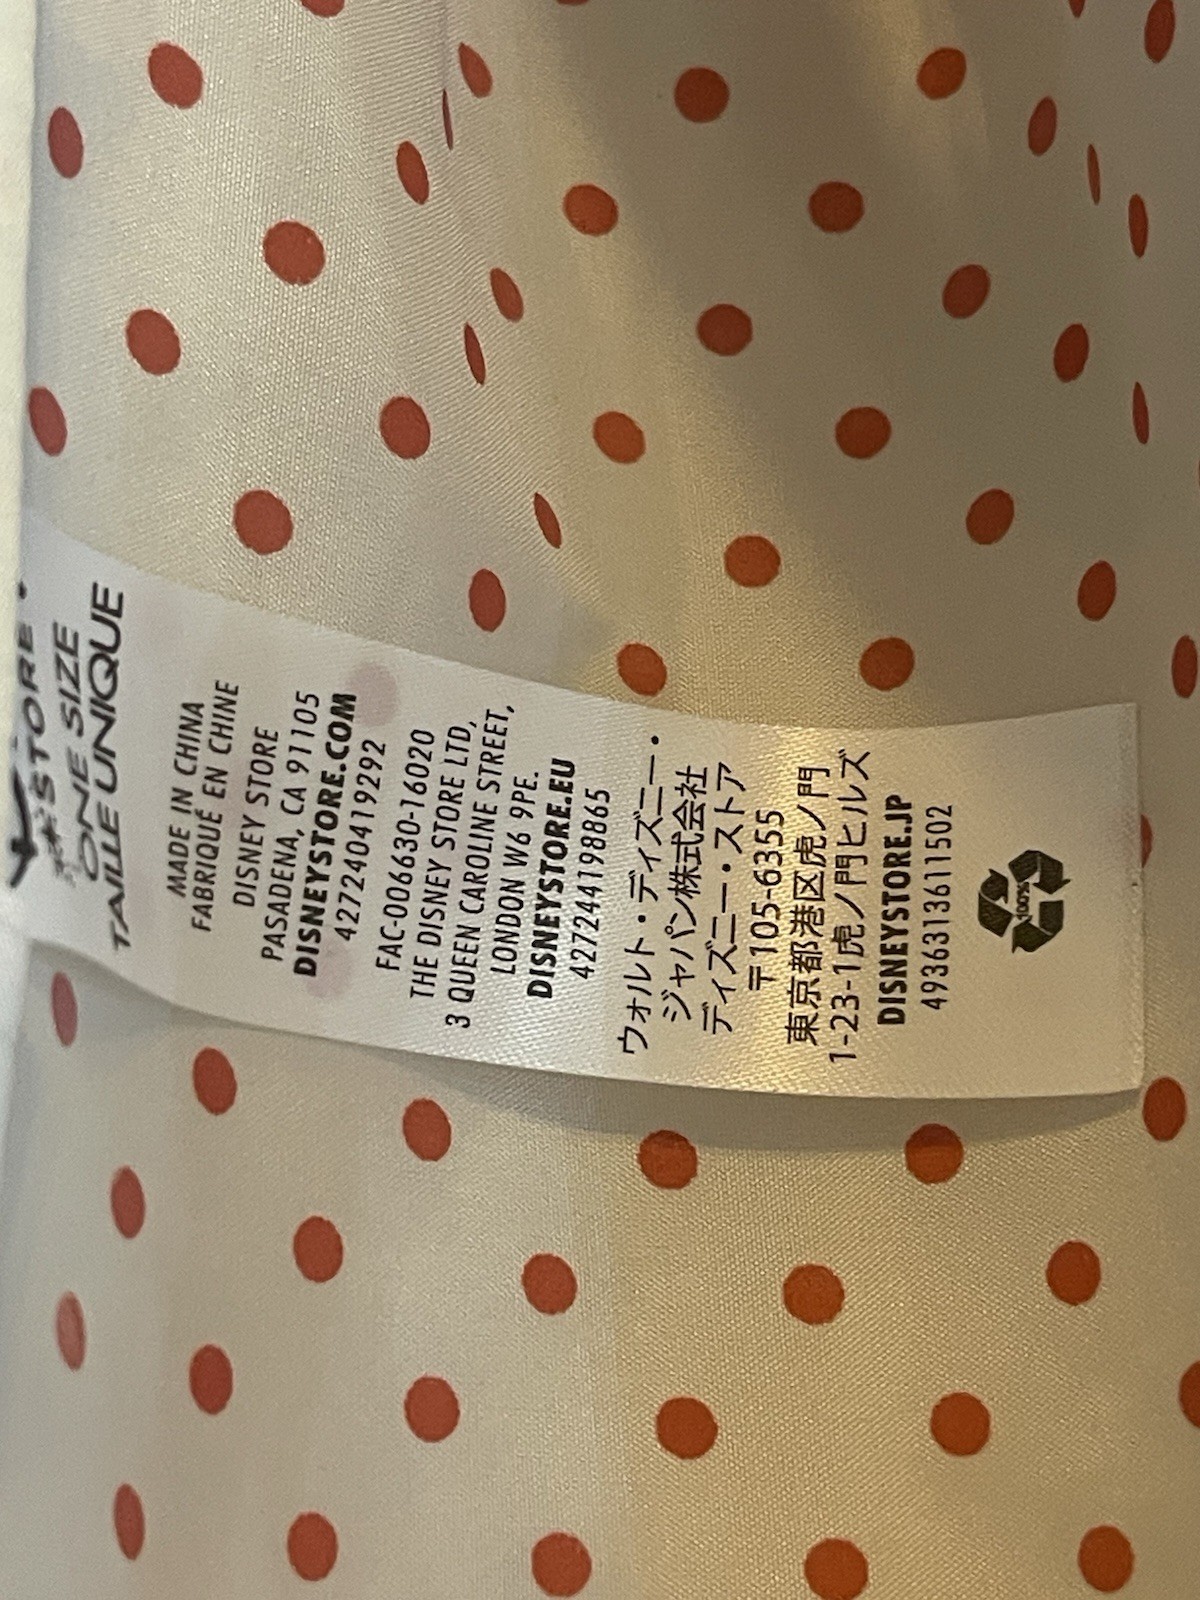 STORE
ONE SIZE
TAILLE UNIQUE
MADE IN CHINA
FABRIQUÉ EN CHINE
DISNEY STORE
PASADENA, CA 91105
DISNEYSTORE.COM
427240419292
FAC-006630-16020
THE DISNEY STORE LTD,
3 QUEEN CAROLINE STREET,
LONDON W6 9PE.
DISNEYSTORE.EU
427244198865
ウォルト・ディズニー・
ジャパン株式会社
ディズニー・ストア
〒105-6355
東京都港区虎ノ門
1-23-1虎ノ門ヒルズ
DISNEYSTORE.JP
4936313611502
100%